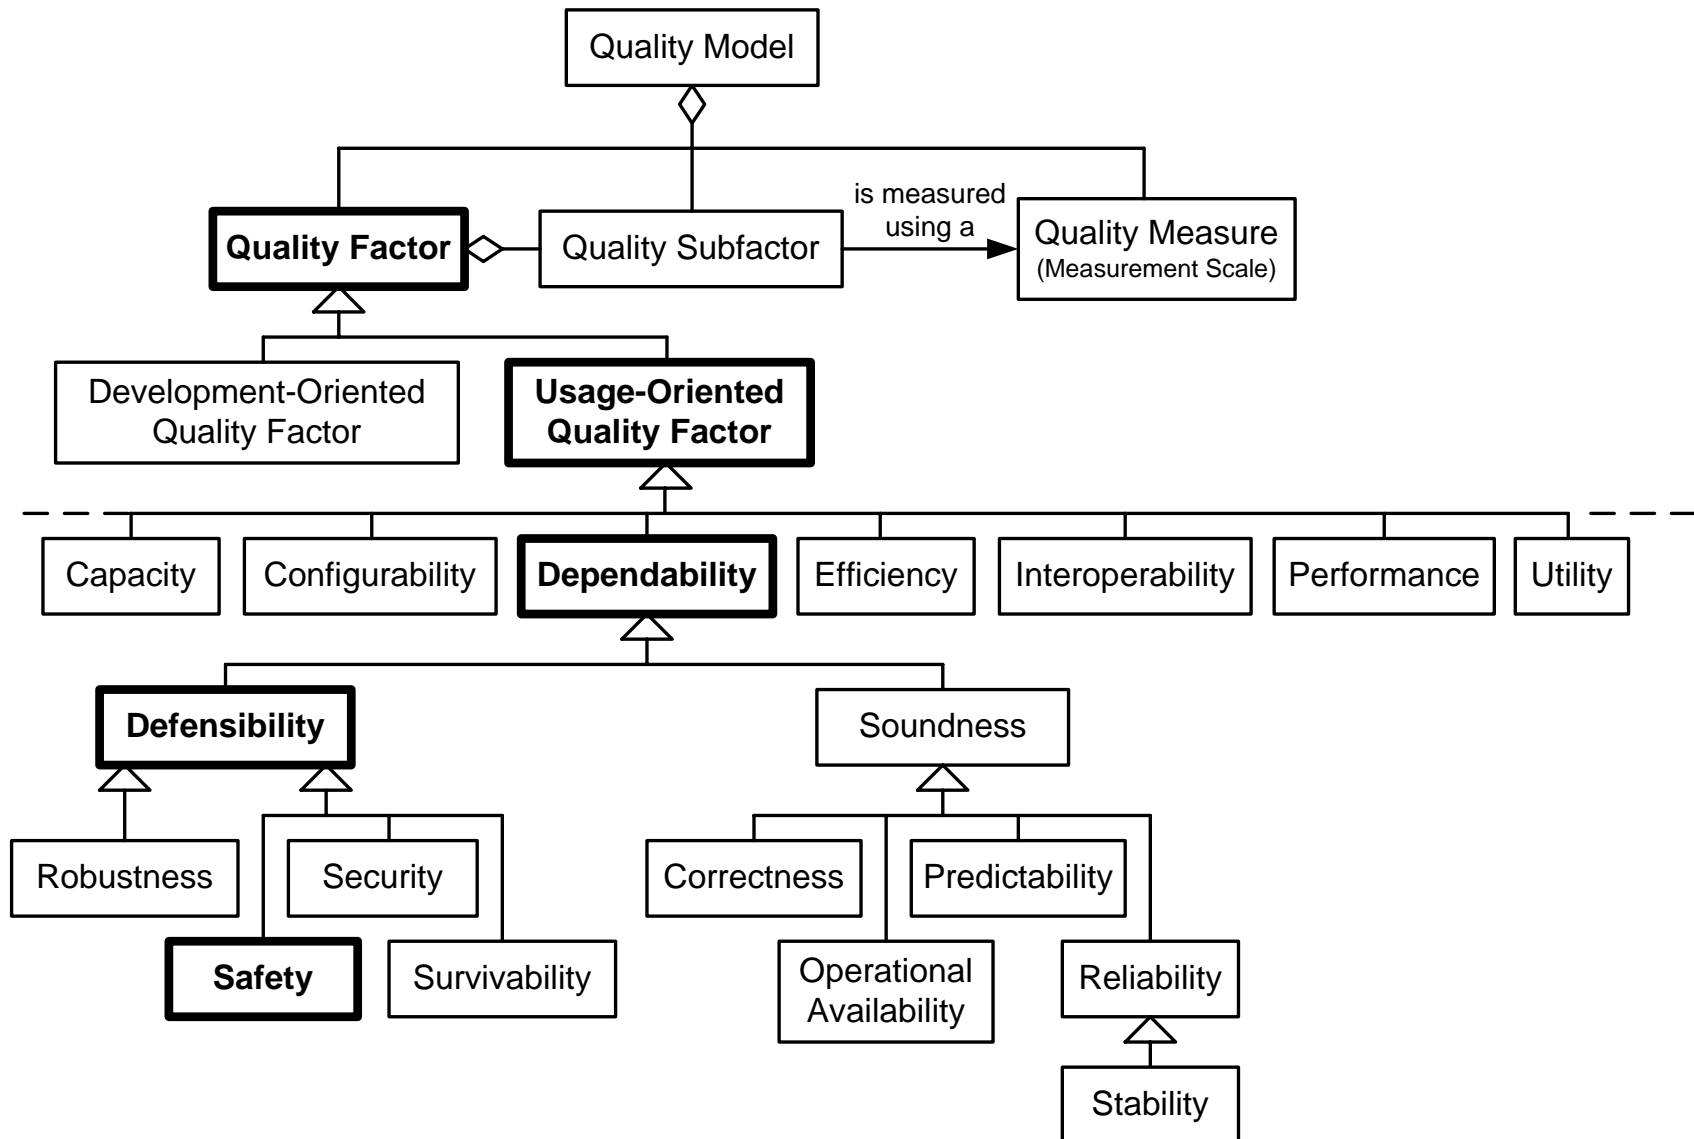 Quality Model
is measured
using a
Quality Factor
Quality Subfactor
Quality Measure
(Measurement Scale)
Development-Oriented
Quality Factor
Usage-Oriented
Quality Factor
Capacity
Configurability
Dependability
Efficiency
Interoperability
Performance
Utility
Defensibility
Soundness
Robustness
Security
Correctness
Predictability
Safety
Survivability
Operational
Availability
Reliability
Stability